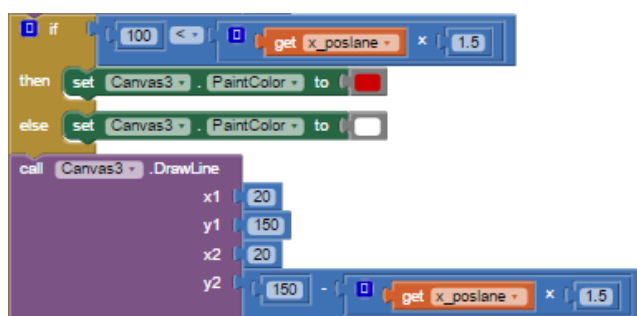 if 100 < get x_poslane × 1.5
then set Canvas3 . PaintColor to
else set Canvas3 . PaintColor to
call Canvas3 .DrawLine
x1 20
y1 150
x2 20
y2 150 - get x_poslane × 1.5